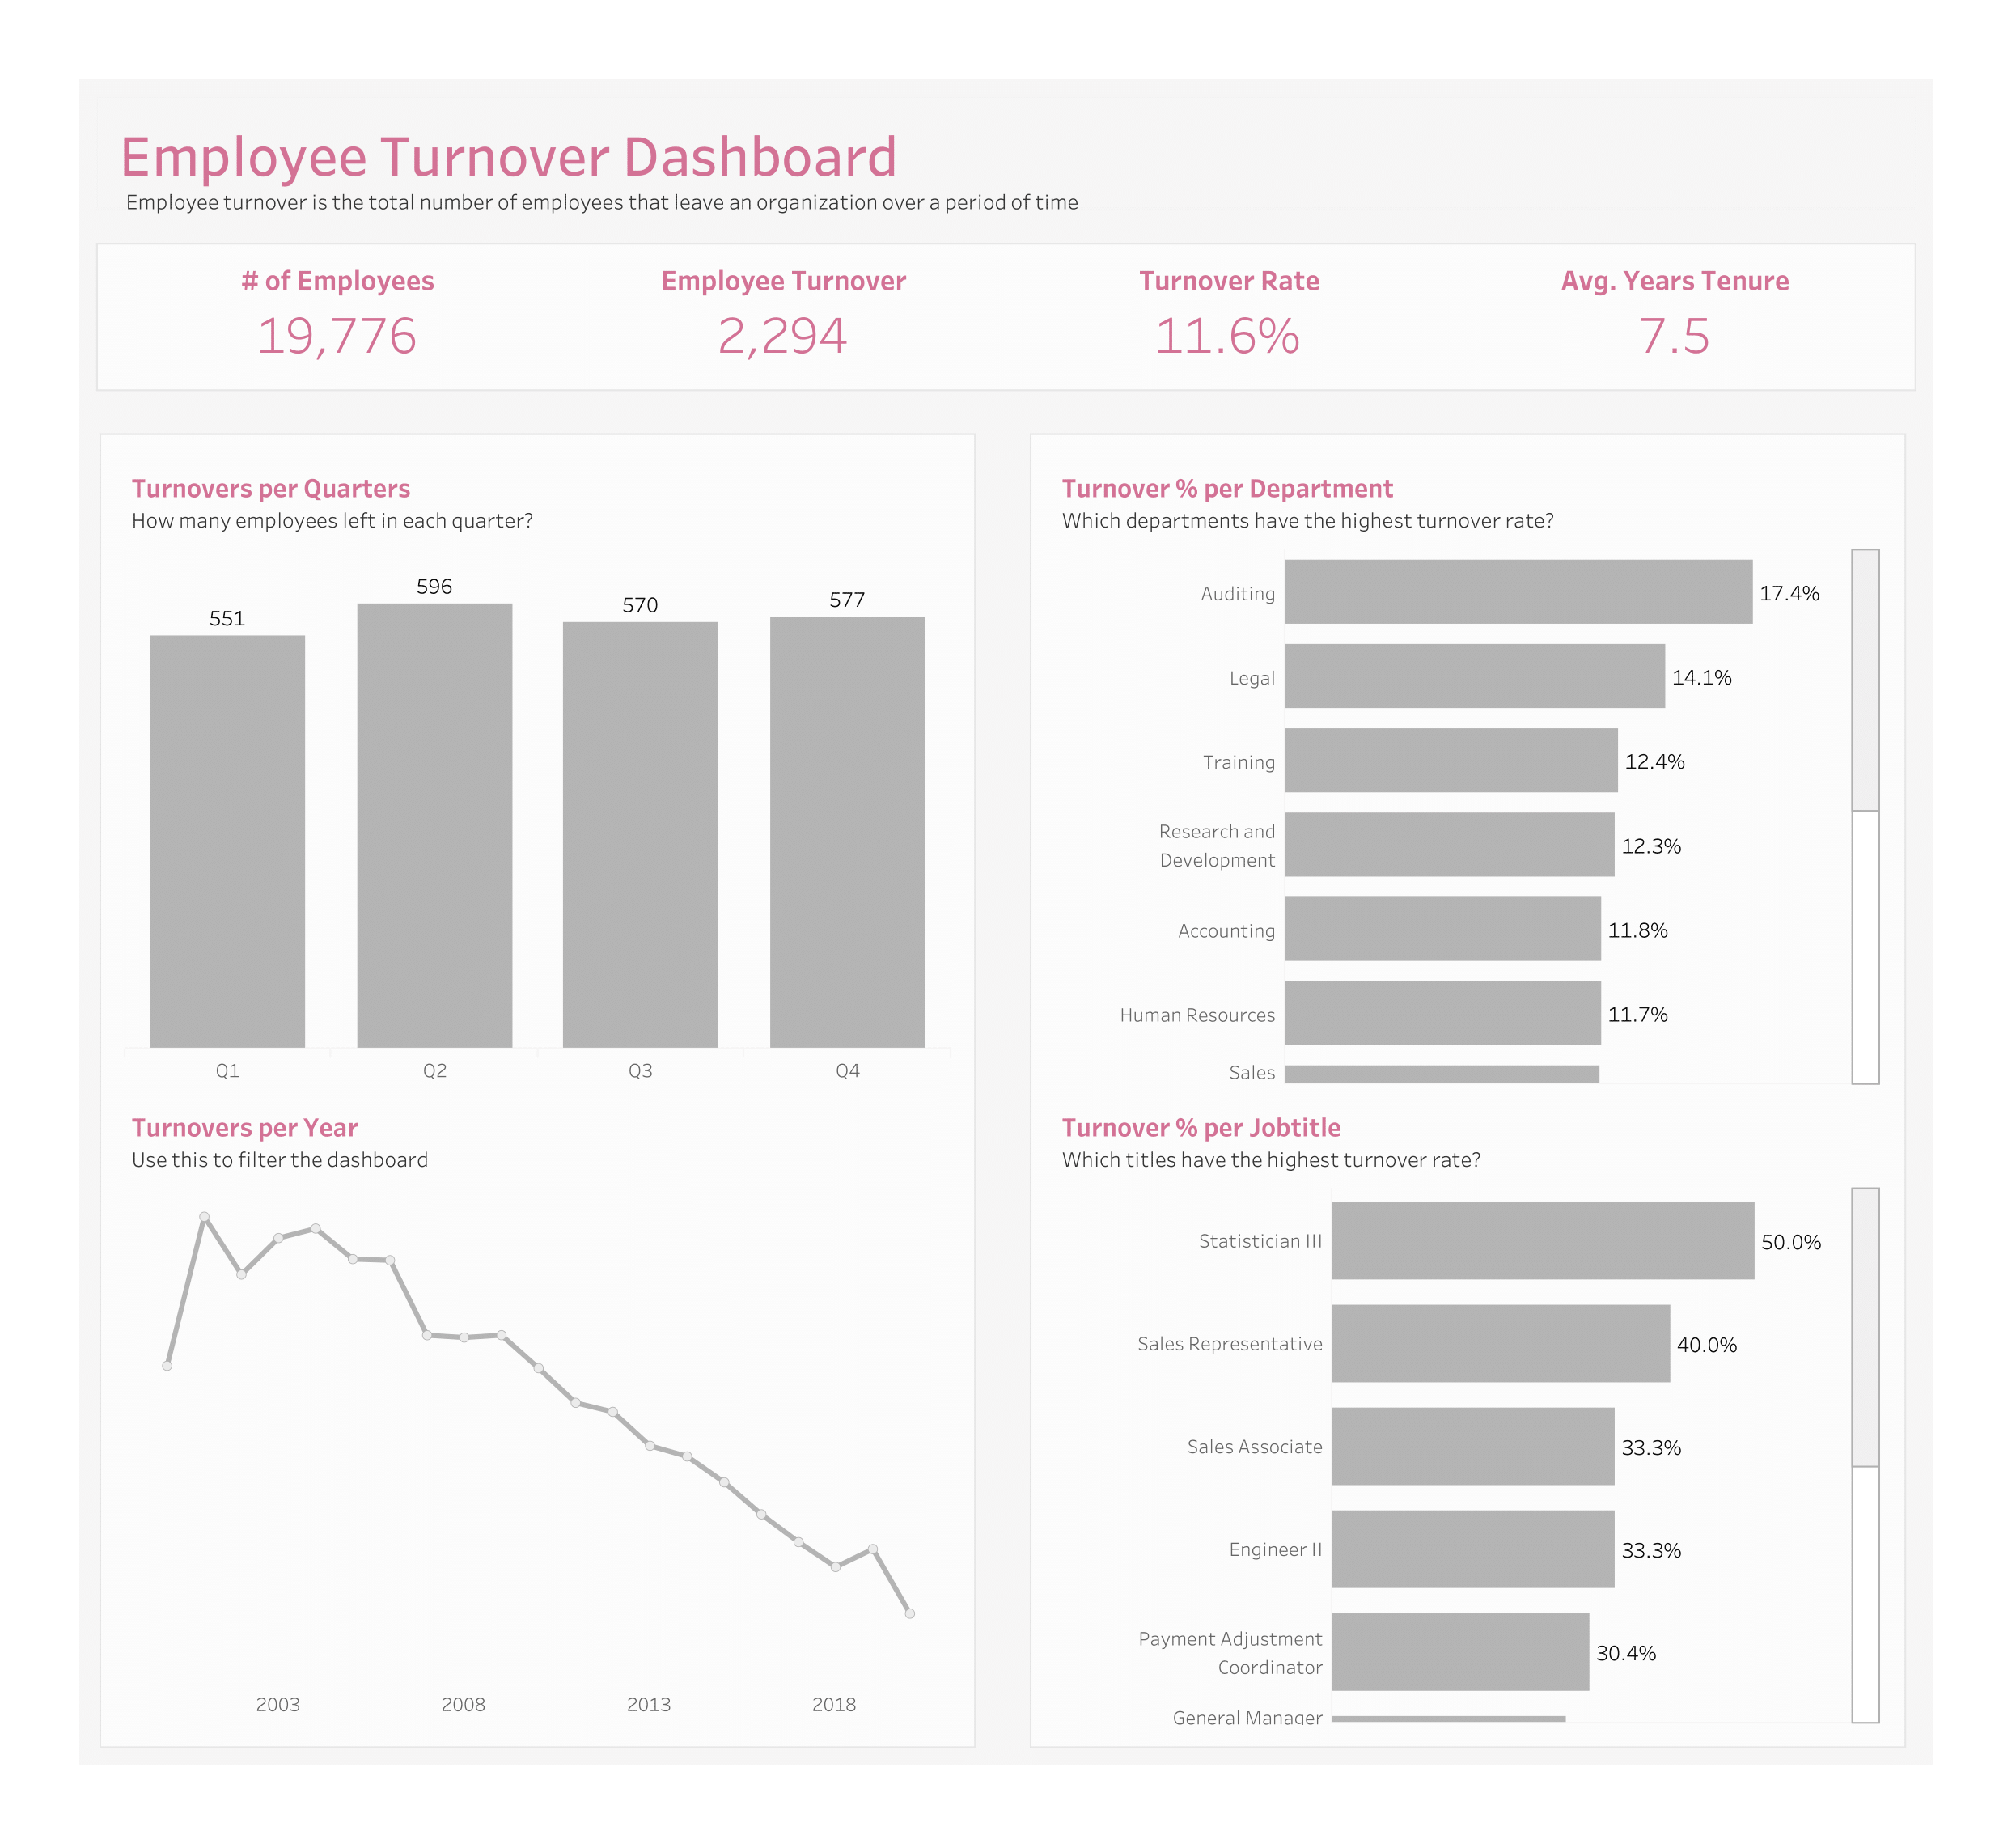 Employee Turnover Dashboard
Employee turnover is the total number of employees that leave an organization over a period of time
# of Employees
19,776
Employee Turnover
2,294
Turnover Rate
11.6%
Avg. Years Tenure
7.5
Turnovers per Quarters
How many employees left in each quarter?
551
596
570
577
Q1
Q2
Q3
Q4
Turnovers per Year
Use this to filter the dashboard
2003
2008
2013
2018
Turnover % per Department
Which departments have the highest turnover rate?
Auditing
17.4%
Legal
14.1%
Training
12.4%
Research and
Development
12.3%
Accounting
11.8%
Human Resources
11.7%
Sales
Turnover % per Jobtitle
Which titles have the highest turnover rate?
Statistician III
50.0%
Sales Representative
40.0%
Sales Associate
33.3%
Engineer II
33.3%
Payment Adjustment
Coordinator
30.4%
General Manager